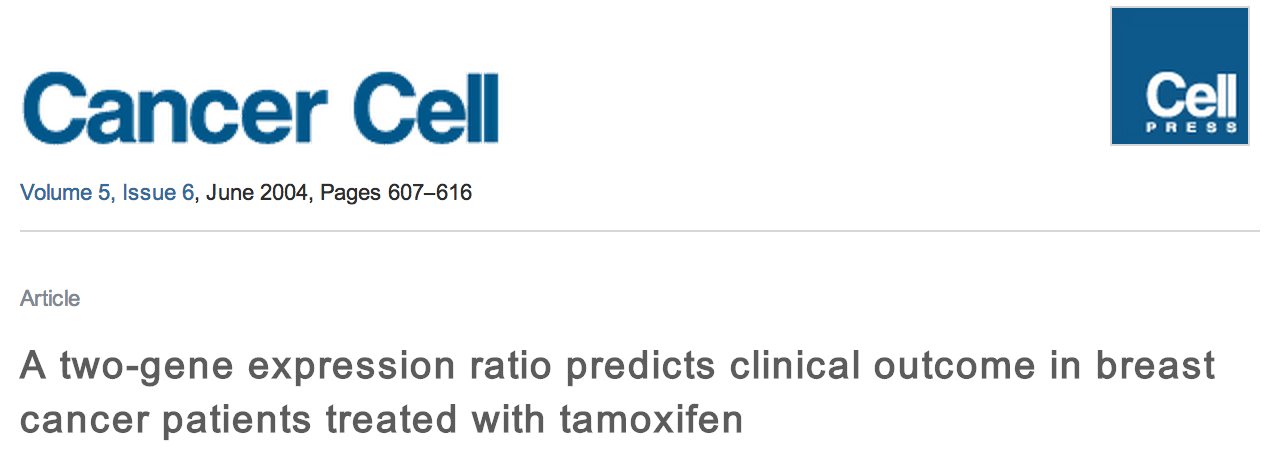 Cancer Cell
Cell
PRESS
Volume 5, Issue 6, June 2004, Pages 607–616
Article
A two-gene expression ratio predicts clinical outcome in breast
cancer patients treated with tamoxifen